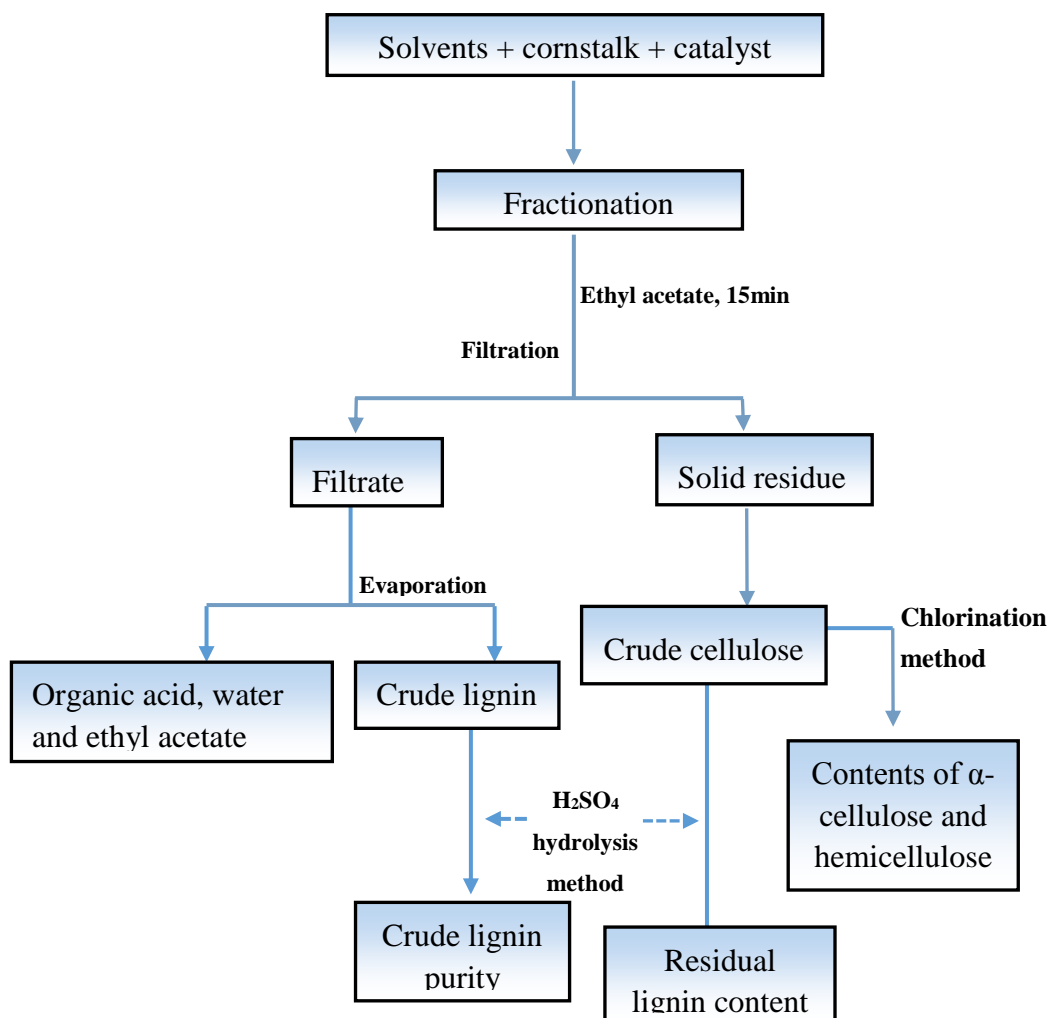 Solvents + cornstalk + catalyst
Fractionation
Ethyl acetate, 15min
Filtration
Filtrate
Solid residue
Evaporation
Organic acid, water
and ethyl acetate
Crude lignin
Crude cellulose
Chlorination
method
H₂SO₄
hydrolysis
method
Contents of α-
cellulose and
hemicellulose
Crude lignin
purity
Residual
lignin content